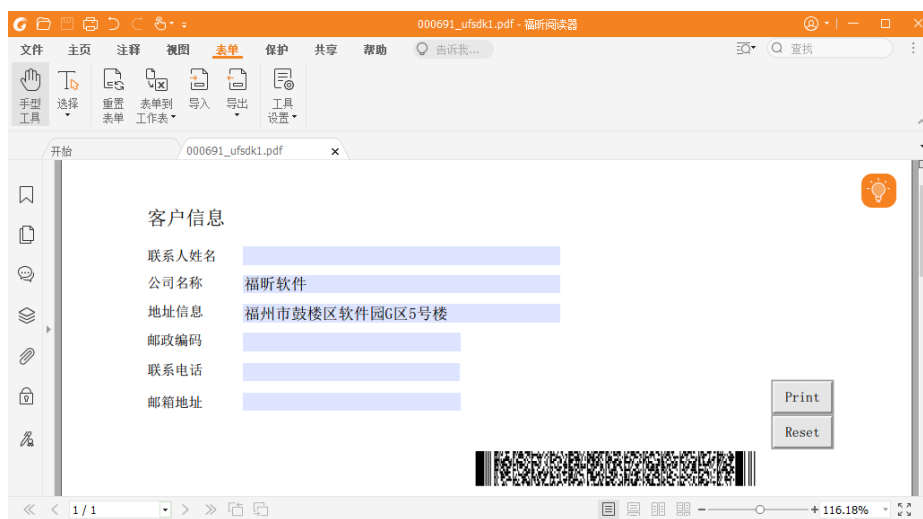 000691_ufsdk1.pdf - 福昕阅读器
文件 主页 注释 视图 表单 保护 共享 帮助 告诉我... 查找
手型工具 选择 重置表单 表单到工作表 导入 导出 工具设置
开始 000691_ufsdk1.pdf x
客户信息
联系人姓名
公司名称 福昕软件
地址信息 福州市鼓楼区软件园G区5号楼
邮政编码
联系电话
邮箱地址
Print
Reset
1 / 1 116.18%